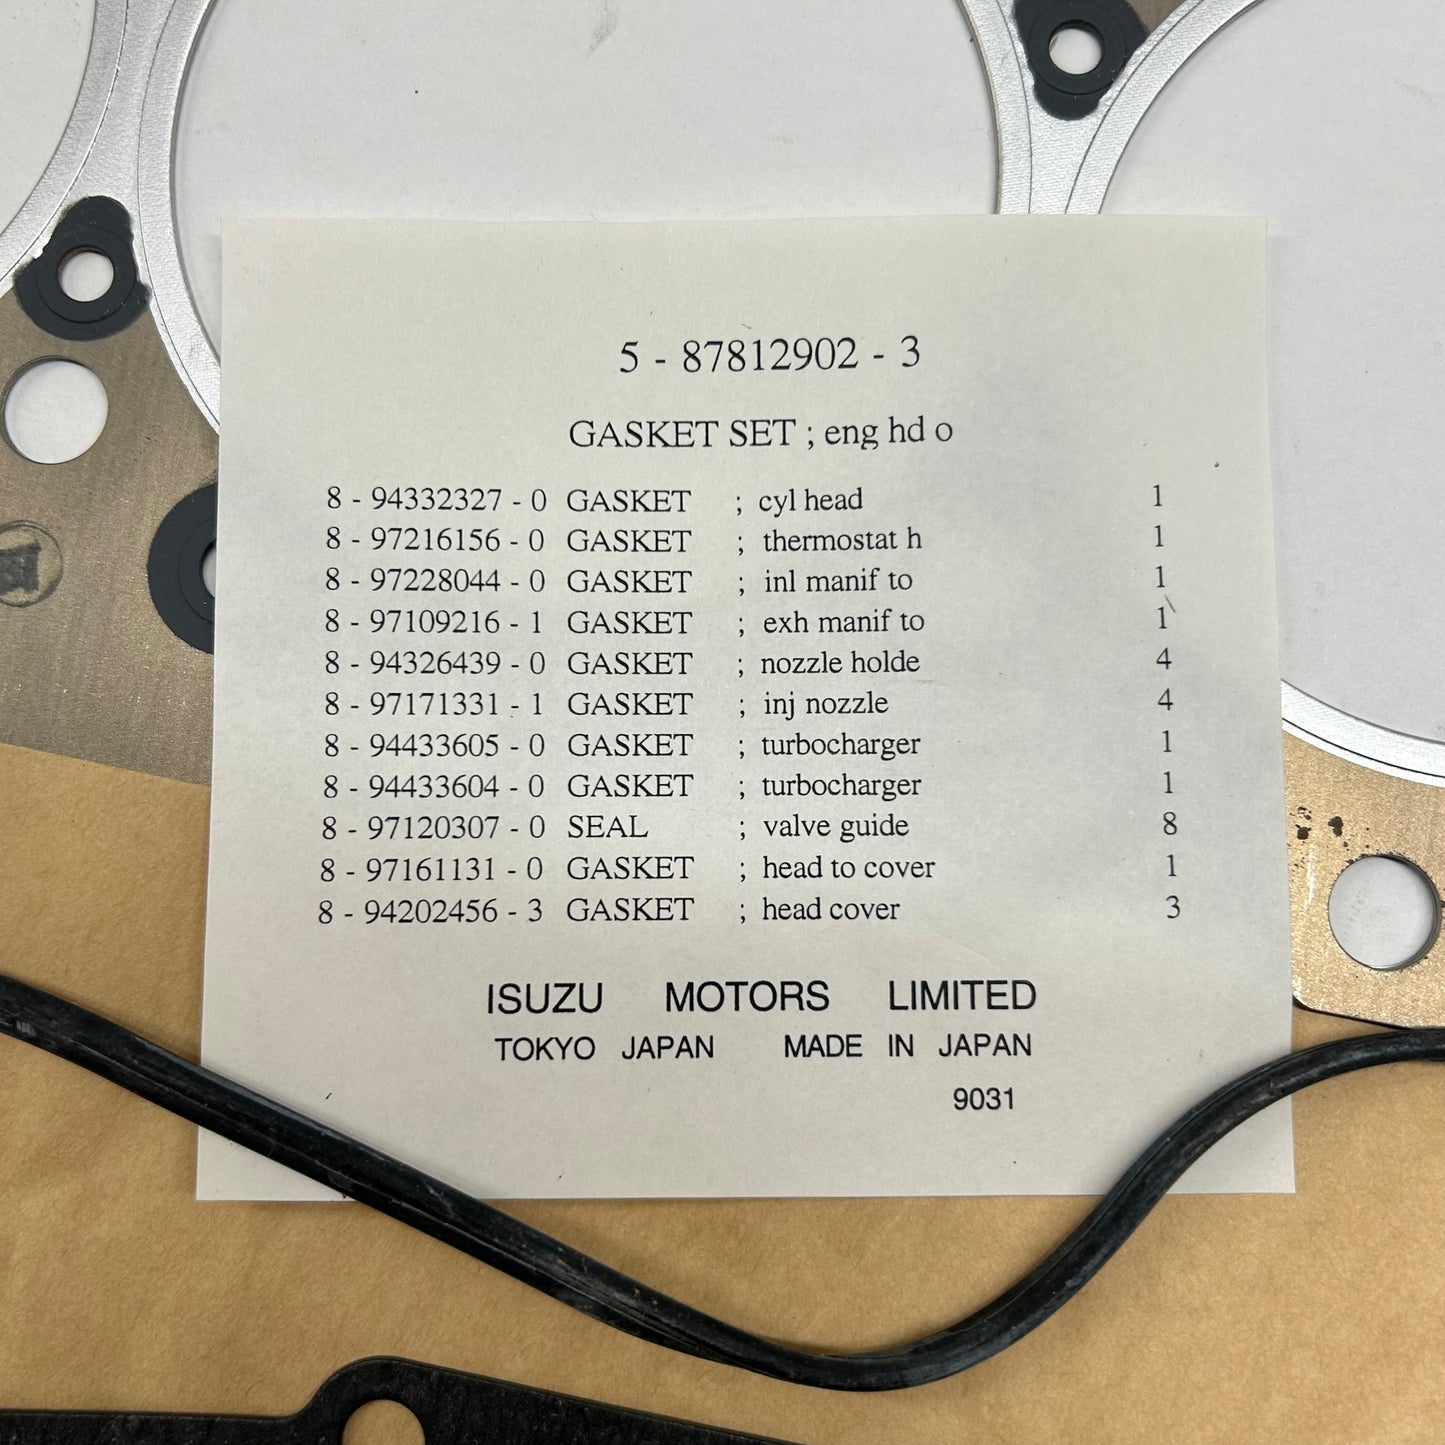 5 - 87812902 - 3
GASKET SET ; eng hd o
8 - 94332327 - 0 GASKET ; cyl head 1
8 - 97216156 - 0 GASKET ; thermostat h 1
8 - 97228044 - 0 GASKET ; inl manif to 1
8 - 97109216 - 1 GASKET ; exh manif to 1
8 - 94326439 - 0 GASKET ; nozzle holde 4
8 - 97171331 - 1 GASKET ; inj nozzle 4
8 - 94433605 - 0 GASKET ; turbocharger 1
8 - 94433604 - 0 GASKET ; turbocharger 1
8 - 97120307 - 0 SEAL ; valve guide 8
8 - 97161131 - 0 GASKET ; head to cover 1
8 - 94202456 - 3 GASKET ; head cover 3
ISUZU MOTORS LIMITED
TOKYO JAPAN MADE IN JAPAN
9031